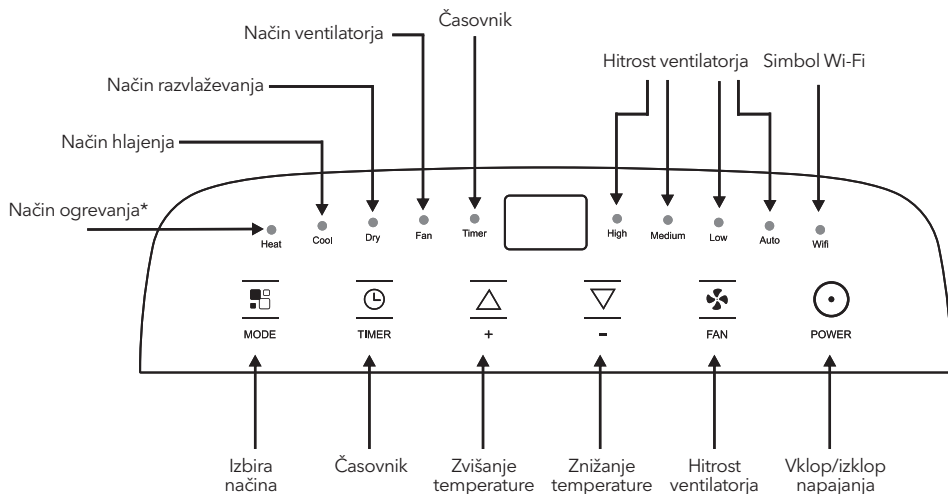 Časovnik
Način ventilatorja
Hitrost ventilatorja
Simbol Wi-Fi
Način razvlaževanja
Način hlajenja
Način ogrevanja*
Heat
Cool
Dry
Fan
Timer
High
Medium
Low
Auto
Wifi
MODE
TIMER
+
-
FAN
POWER
Izbira
načina
Časovnik
Zvišanje
temperature
Znižanje
temperature
Hitrost
ventilatorja
Vklop/izklop
napajanja